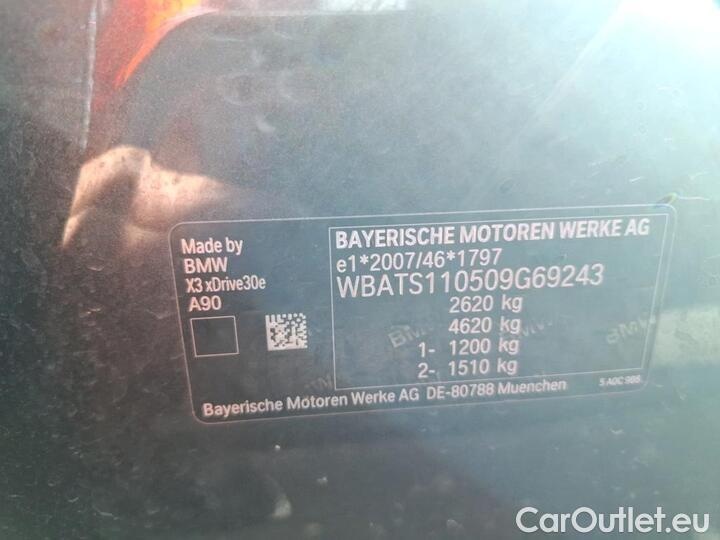 Made by
BMW
X3 xDrive30e
A90
BAYERISCHE MOTOREN WERKE AG
e1*2007/46*1797
WBATS110509G69243
2620 kg
4620 kg
1- 1200 kg
2- 1510 kg
Bayerische Motoren Werke AG DE-80788 Muenchen
CarOutlet.eu